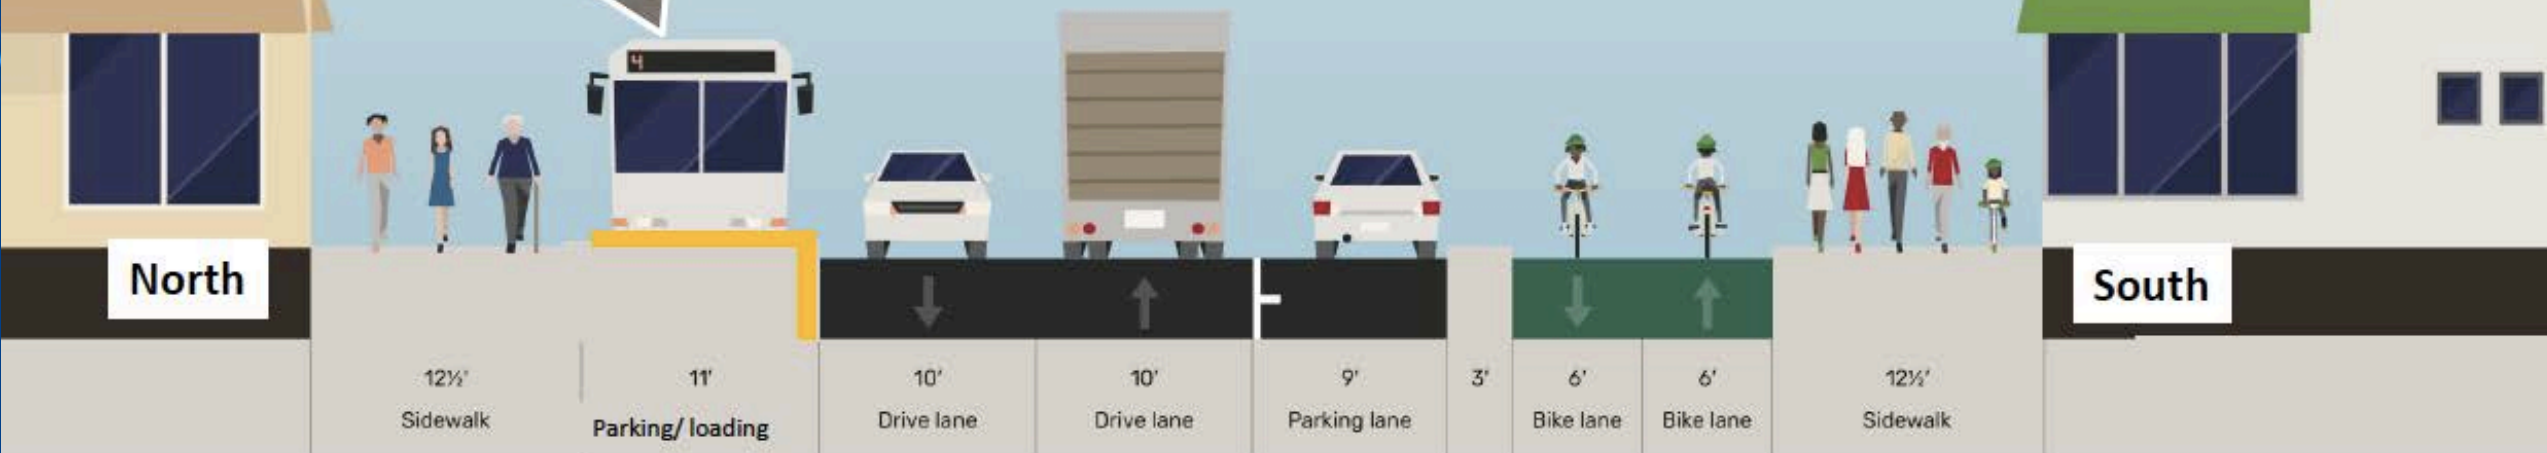 4
North
South
12½' 11' 10' 10' 9' 3' 6' 6' 12½'
Sidewalk Parking/ loading Drive lane Drive lane Parking lane Bike lane Bike lane Sidewalk